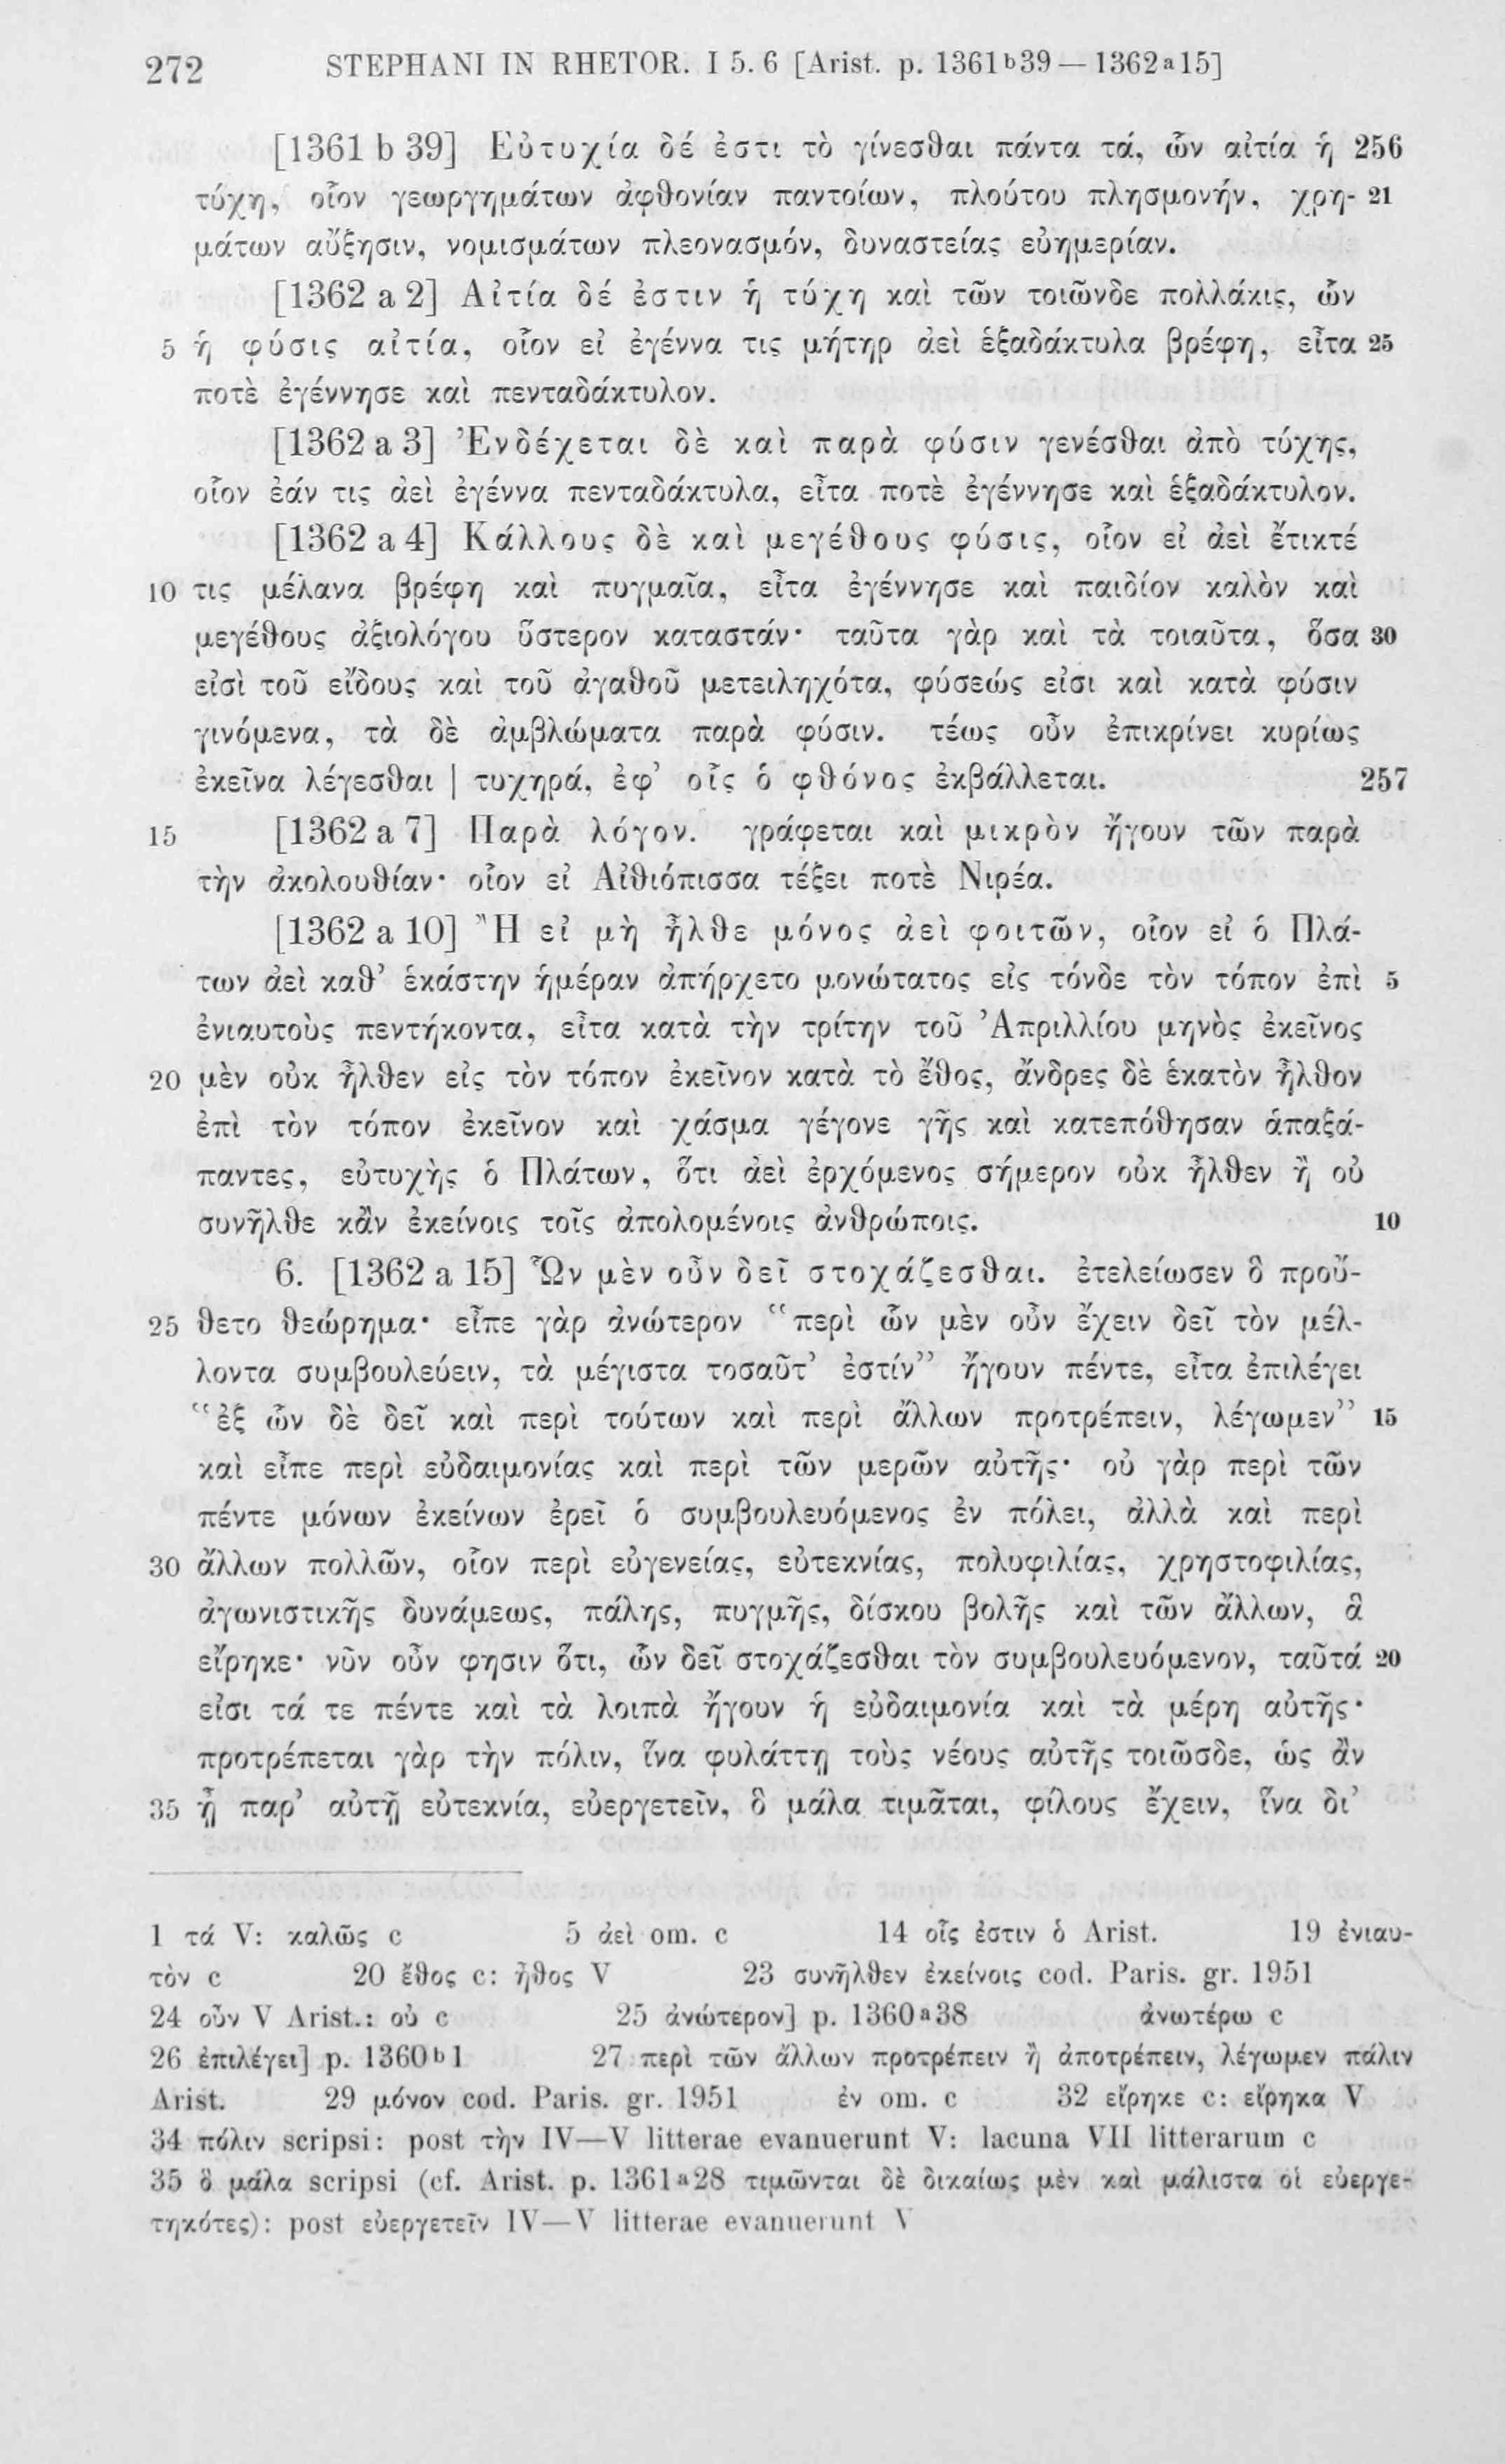 272 STEPHANI IN RHETOR. I 5. 6 [Arist. p. 1361b39 — 1362a15]
[1361 b 39] Εὐτυχία δέ ἐστι τὸ γίνεσθαι πάντα τά, ὧν αἰτία ἡ 256
τύχη, οἷον γεωργημάτων ἀφθονίαν παντοίων, πλούτου πλησμονήν, χρη- 21
μάτων αὔξησιν, νομισμάτων πλεονασμόν, δυναστείας εὐημερίαν.
[1362 a 2] Αἰτία δέ ἐστιν ἡ τύχη καὶ τῶν τοιῶνδε πολλάκις, ὧν
5 ἡ φύσις αἰτία, οἷον εἰ ἐγέννα τις μήτηρ ἀεὶ ἑξαδάκτυλα βρέφη, εἶτα 25
ποτὲ ἐγέννησε καὶ πενταδάκτυλον.
[1362 a 3] Ἐνδέχεται δὲ καὶ παρὰ φύσιν γενέσθαι ἀπὸ τύχης,
οἷον ἐάν τις ἀεὶ ἐγέννα πενταδάκτυλα, εἶτα ποτὲ ἐγέννησε καὶ ἑξαδάκτυλον.
[1362 a 4] Κάλλους δὲ καὶ μεγέθους φύσις, οἷον εἰ ἀεὶ ἔτικτέ
10 τις μέλανα βρέφη καὶ πυγμαῖα, εἶτα ἐγέννησε καὶ παιδίον καλὸν καὶ
μεγέθους ἀξιολόγου ὕστερον καταστάν· ταῦτα γὰρ καὶ τὰ τοιαῦτα, ὅσα 30
εἰσὶ τοῦ εἴδους καὶ τοῦ ἀγαθοῦ μετειληχότα, φύσεώς εἰσι καὶ κατὰ φύσιν
γινόμενα, τὰ δὲ ἀμβλώματα παρὰ φύσιν. τέως οὖν ἐπικρίνει κυρίως
ἐκεῖνα λέγεσθαι | τυχηρά, ἐφ’ οἷς ὁ φθόνος ἐκβάλλεται. 257
15 [1362 a 7] Παρὰ λόγον. γράφεται καὶ μικρὸν ἤγουν τῶν παρὰ
τὴν ἀκολουθίαν· οἷον εἰ Αἰθιόπισσα τέξει ποτὲ Νιρέα.
[1362 a 10] Ἢ εἰ μὴ ἦλθε μόνος ἀεὶ φοιτῶν, οἷον εἰ ὁ Πλά-
των ἀεὶ καθ’ ἑκάστην ἡμέραν ἀπήρχετο μονώτατος εἰς τόνδε τὸν τόπον ἐπὶ 5
ἐνιαυτοὺς πεντήκοντα, εἶτα κατὰ τὴν τρίτην τοῦ Ἀπριλλίου μηνὸς ἐκεῖνος
20 μὲν οὐκ ἦλθεν εἰς τὸν τόπον ἐκεῖνον κατὰ τὸ ἔθος, ἄνδρες δὲ ἑκατὸν ἦλθον
ἐπὶ τὸν τόπον ἐκεῖνον καὶ χάσμα γέγονε γῆς καὶ κατεπόθησαν ἁπαξά-
παντες, εὐτυχὴς ὁ Πλάτων, ὅτι ἀεὶ ἐρχόμενος σήμερον οὐκ ἦλθεν ἢ οὐ
συνῆλθε κἂν ἐκείνοις τοῖς ἀπολομένοις ἀνθρώποις. 10
6. [1362 a 15] Ὧν μὲν οὖν δεῖ στοχάζεσθαι. ἐτελείωσεν ὃ προὔ-
25 θετο θεώρημα· εἶπε γὰρ ἀνώτερον “περὶ ὧν μὲν οὖν ἔχειν δεῖ τὸν μέλ-
λοντα συμβουλεύειν, τὰ μέγιστα τοσαῦτ’ ἐστίν” ἤγουν πέντε, εἶτα ἐπιλέγει
“ἐξ ὧν δὲ δεῖ καὶ περὶ τούτων καὶ περὶ ἄλλων προτρέπειν, λέγωμεν” 15
καὶ εἶπε περὶ εὐδαιμονίας καὶ περὶ τῶν μερῶν αὐτῆς· οὐ γὰρ περὶ τῶν
πέντε μόνων ἐκείνων ἐρεῖ ὁ συμβουλευόμενος ἐν πόλει, ἀλλὰ καὶ περὶ
30 ἄλλων πολλῶν, οἷον περὶ εὐγενείας, εὐτεκνίας, πολυφιλίας, χρηστοφιλίας,
ἀγωνιστικῆς δυνάμεως, πάλης, πυγμῆς, δίσκου βολῆς καὶ τῶν ἄλλων, ἃ
εἴρηκε· νῦν οὖν φησιν ὅτι, ὧν δεῖ στοχάζεσθαι τὸν συμβουλευόμενον, ταῦτά 20
εἰσι τά τε πέντε καὶ τὰ λοιπὰ ἤγουν ἡ εὐδαιμονία καὶ τὰ μέρη αὐτῆς·
προτρέπεται γὰρ τὴν πόλιν, ἵνα φυλάττῃ τοὺς νέους αὐτῆς τοιῶσδε, ὡς ἂν
35 ᾖ παρ’ αὐτῇ εὐτεκνία, εὐεργετεῖν, ὃ μάλα τιμᾶται, φίλους ἔχειν, ἵνα δι’
1 τά V: καλῶς c 5 ἀεὶ om. c 14 οἷς ἐστιν ὁ Arist. 19 ἐνιαυ-
τὸν c 20 ἔθος c: ἦθος V 23 συνῆλθεν ἐκείνοις cod. Paris. gr. 1951
24 οὖν V Arist.: οὐ c 25 ἀνώτερον] p. 1360a38 ἀνωτέρω c
26 ἐπιλέγει] p. 1360b1 27 περὶ τῶν ἄλλων προτρέπειν ἢ ἀποτρέπειν, λέγωμεν πάλιν
Arist. 29 μόνον cod. Paris. gr. 1951 ἐν om. c 32 εἴρηκε c: εἴρηκα V
34 πόλιν scripsi: post τὴν IV—V litterae evanuerunt V: lacuna VII litterarum c
35 ὃ μάλα scripsi (cf. Arist. p. 1361a28 τιμῶνται δὲ δικαίως μὲν καὶ μάλιστα οἱ εὐεργε-
τηκότες): post εὐεργετεῖν IV—V litterae evanuerunt V